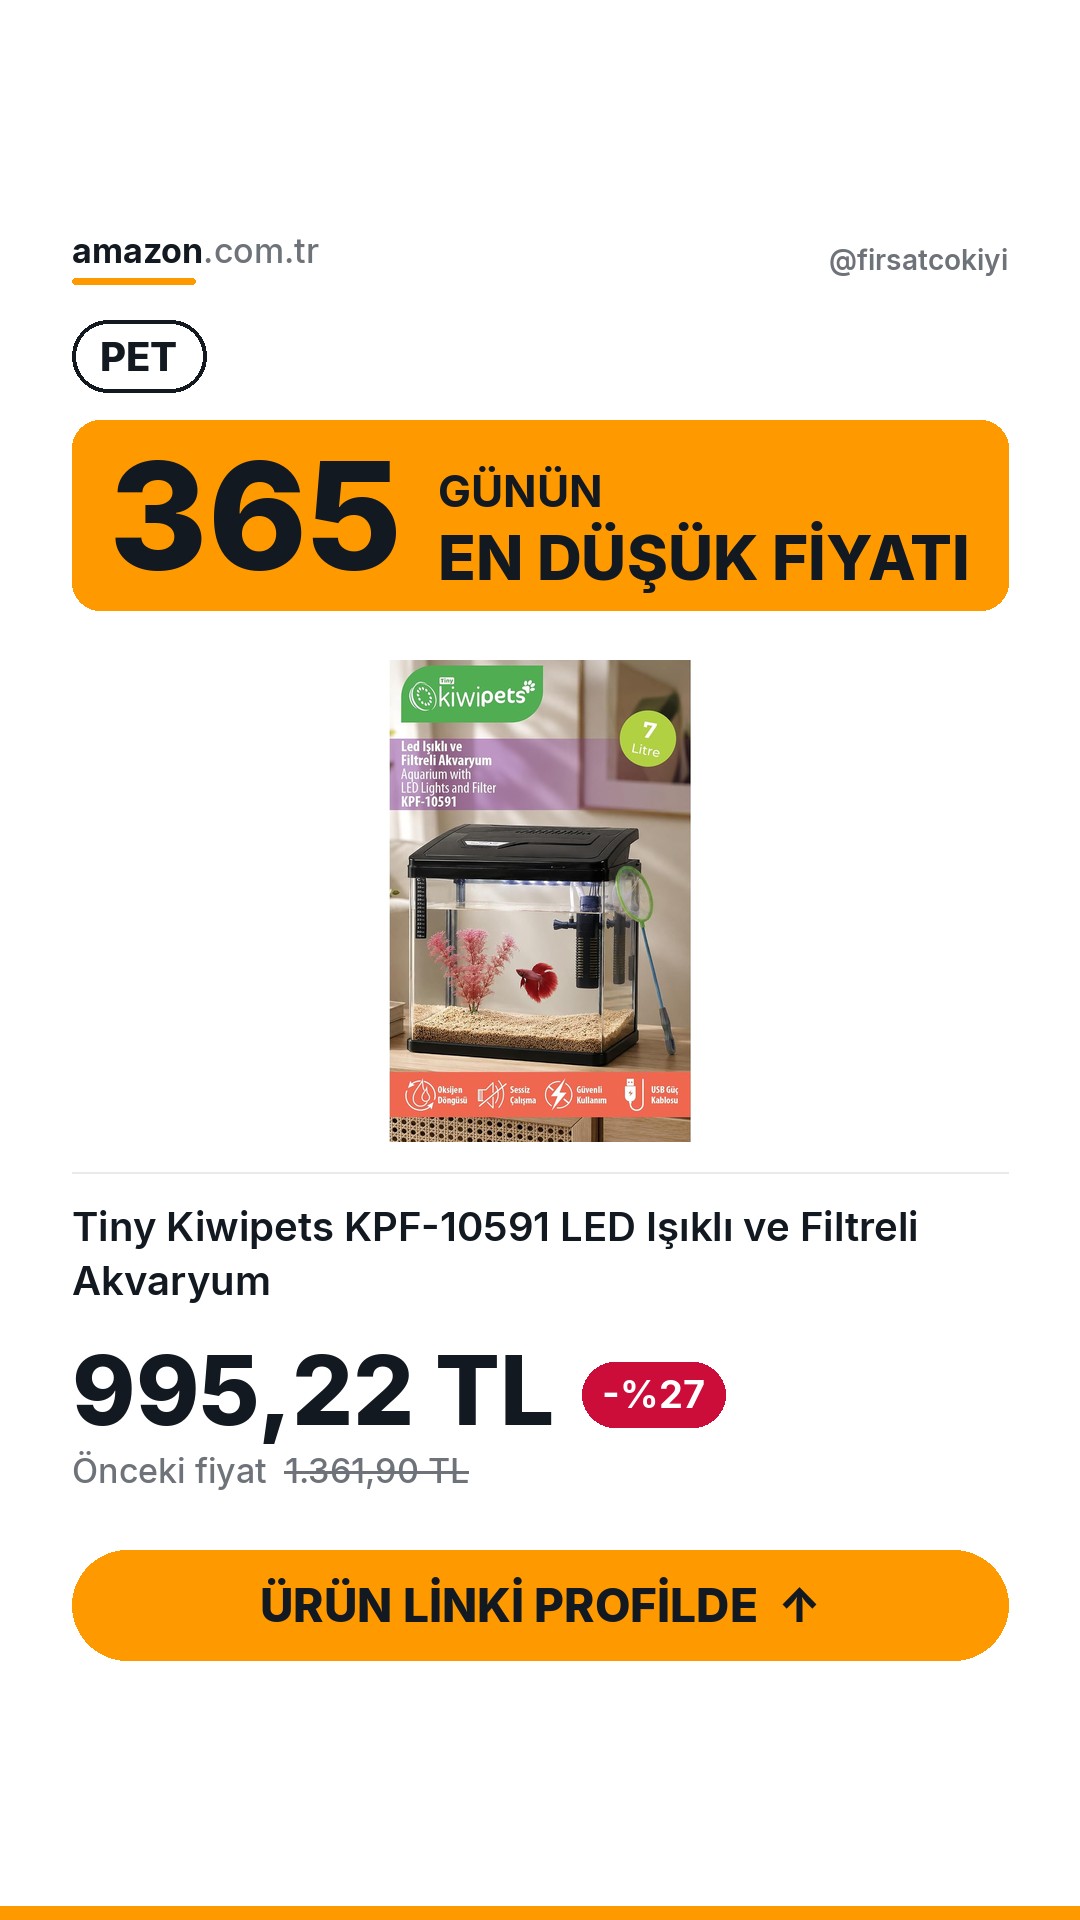 amazon.com.tr
@firsatcokiyi
PET
365
GÜNÜN
EN DÜŞÜK FİYATI
Tiny
kiwipets
7
Litre
Led Işıklı ve
Filtreli Akvaryum
Aquarium with
LED Lights and Filter
KPF-10591
Oksijen
Döngüsü
Sessiz
Çalışma
Güvenli
Kullanım
USB Güç
Kablosu
Tiny Kiwipets KPF-10591 LED Işıklı ve Filtreli
Akvaryum
995,22 TL
-%27
Önceki fiyat 1.361,90 TL
ÜRÜN LİNKİ PROFİLDE ↑